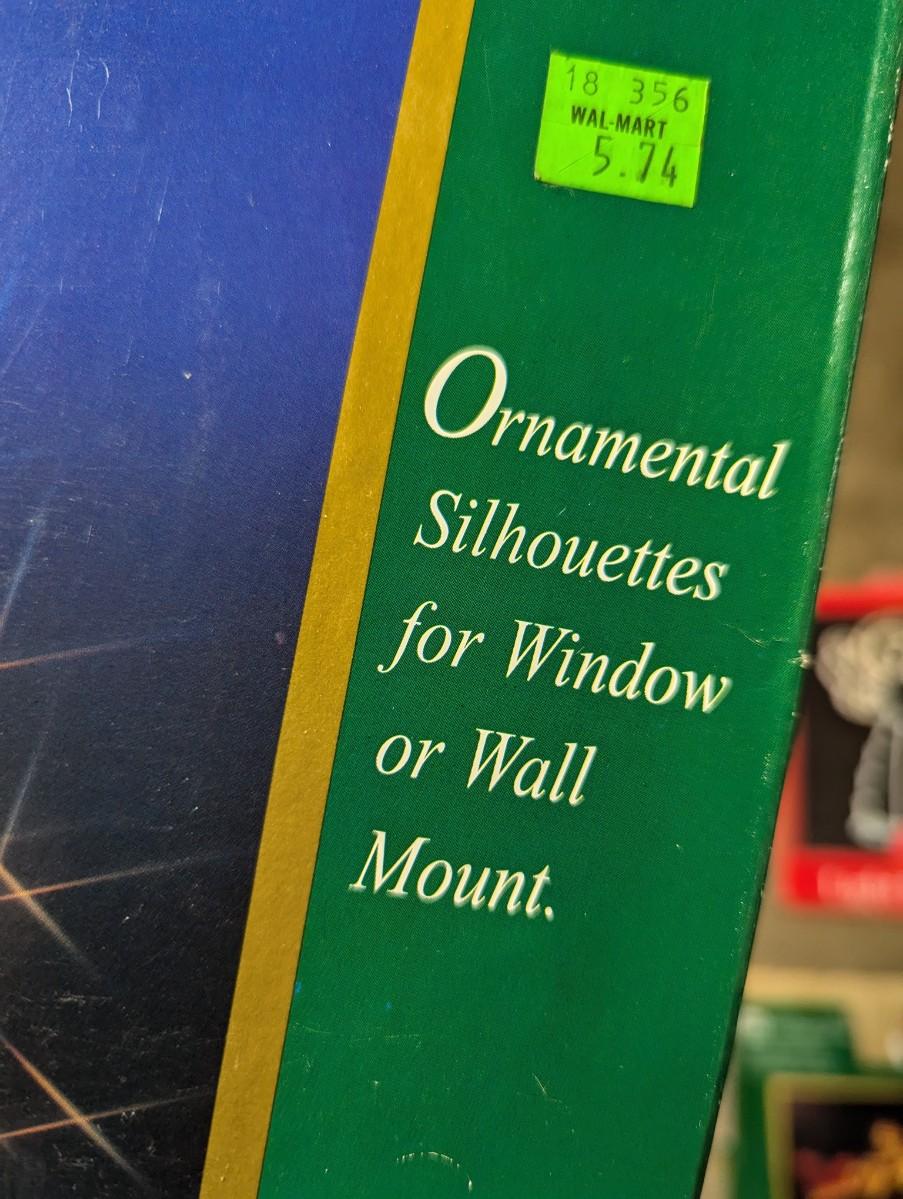 18 356
WAL-MART
5.74
Ornamental
Silhouettes
for Window
or Wall
Mount.